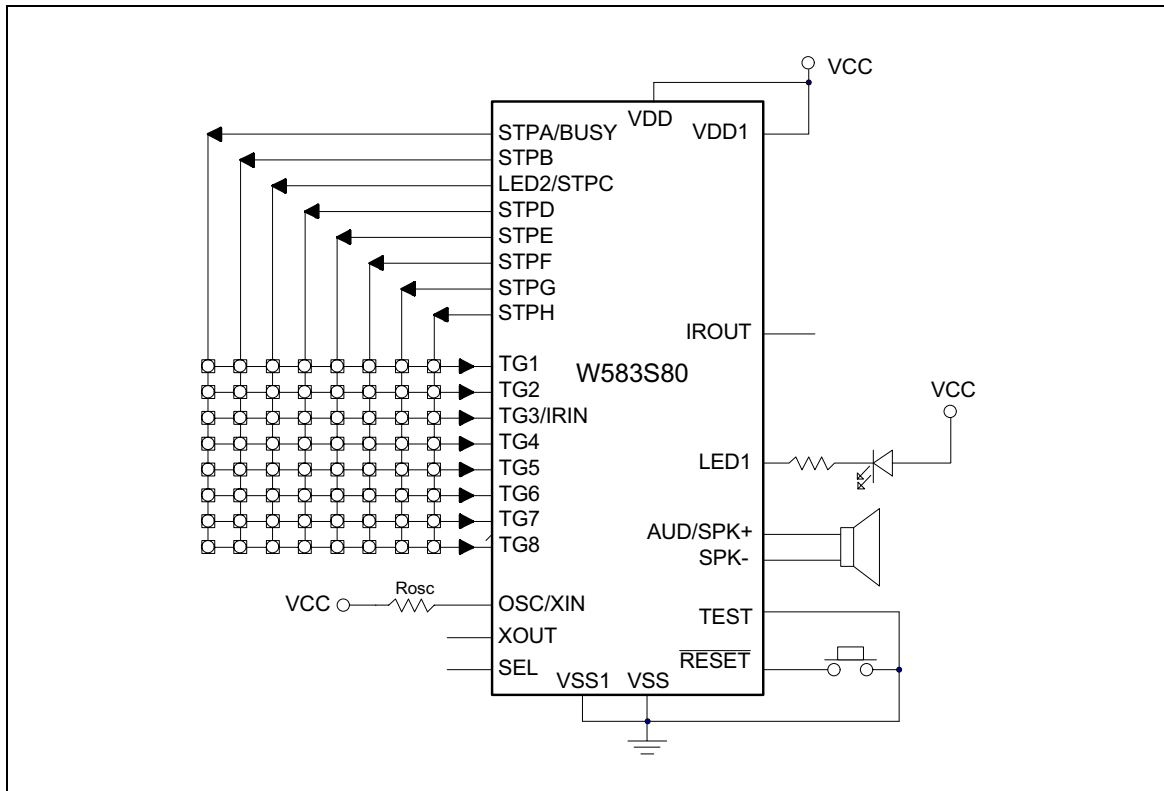 VCC
VDD
VDD1
STPA/BUSY
STPB
LED2/STPC
STPD
STPE
STPF
STPG
STPH
IROUT
TG1
W583S80
TG2
VCC
TG3/IRIN
TG4
LED1
TG5
TG6
TG7
AUD/SPK+
TG8
SPK-
Rosc
VCC
OSC/XIN
TEST
XOUT
RESET
SEL
VSS1
VSS